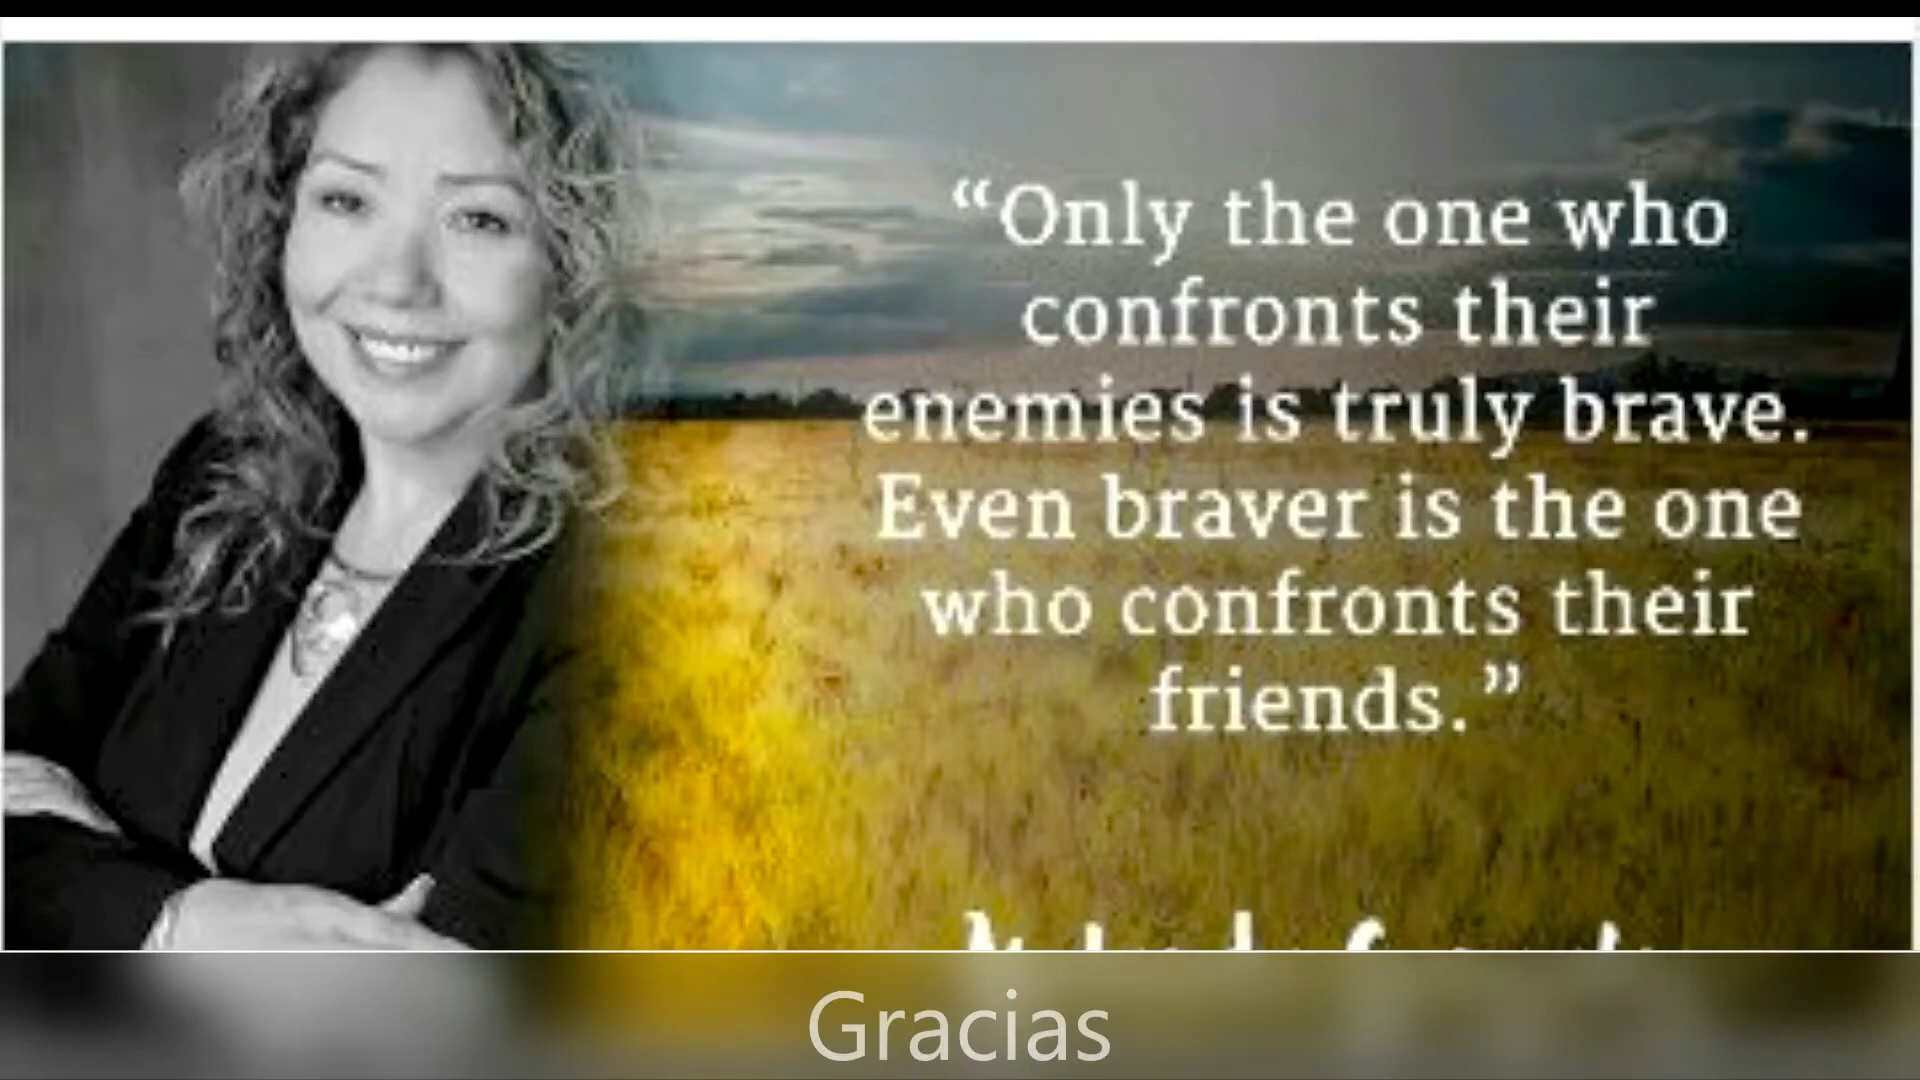 “Only the one who
confronts their
enemies is truly brave.
Even braver is the one
who confronts their
friends.”
Gracias